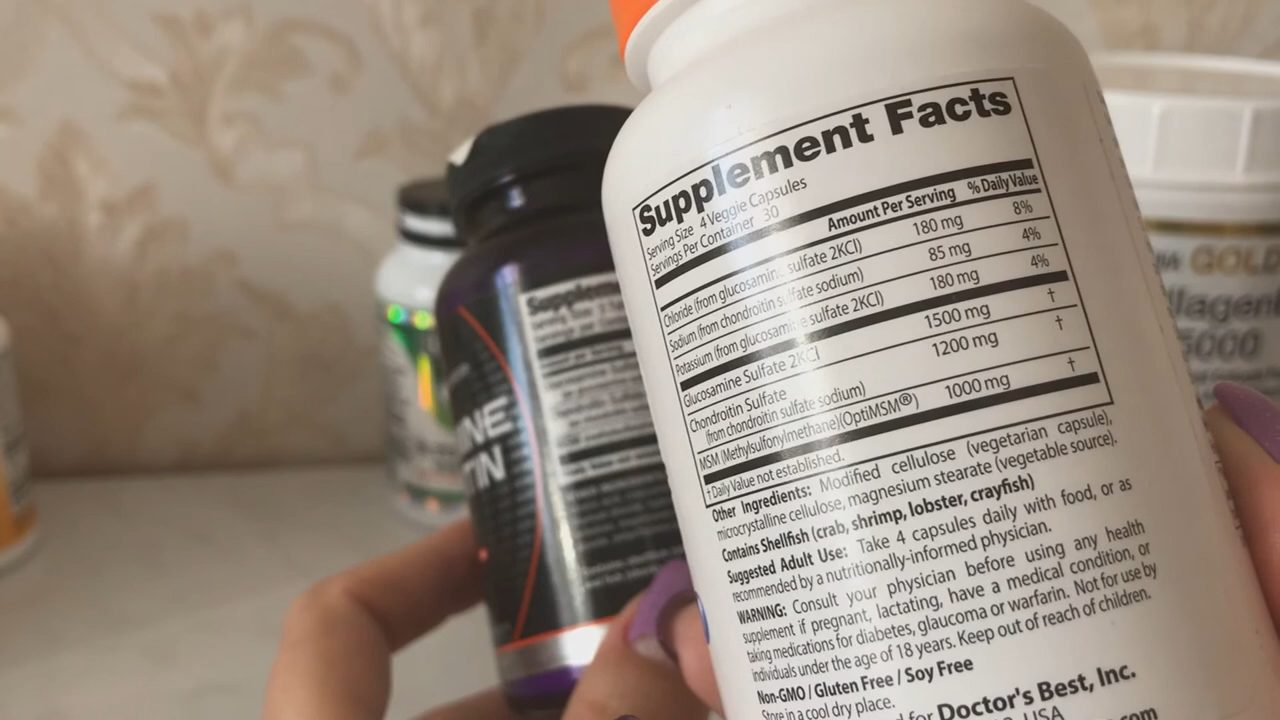 Supplement Facts
Serving Size 4 Veggie Capsules
Servings Per Container 30
Amount Per Serving % Daily Value
Chloride (from glucosamine sulfate 2KCl) 180 mg 8%
Sodium (from chondroitin sulfate sodium) 85 mg 4%
Potassium (from glucosamine sulfate 2KCl) 180 mg 4%
Glucosamine Sulfate 2KCl 1500 mg †
Chondroitin Sulfate 1200 mg †
(from chondroitin sulfate sodium)
MSM (Methylsulfonylmethane)(OptiMSM®) 1000 mg †
† Daily Value not established.
Other Ingredients: Modified cellulose (vegetarian capsule),
microcrystalline cellulose, magnesium stearate (vegetable source).
Contains Shellfish (crab, shrimp, lobster, crayfish)
Suggested Adult Use: Take 4 capsules daily with food, or as
recommended by a nutritionally-informed physician.
WARNING: Consult your physician before using any health
supplement if pregnant, lactating, have a medical condition, or
taking medications for diabetes, glaucoma or warfarin. Not for use by
individuals under the age of 18 years. Keep out of reach of children.
Non-GMO / Gluten Free / Soy Free
Store in a cool dry place.
for Doctor's Best, Inc.
USA
.com
Supplem
INE
TIN
GOLD
llagen
5000